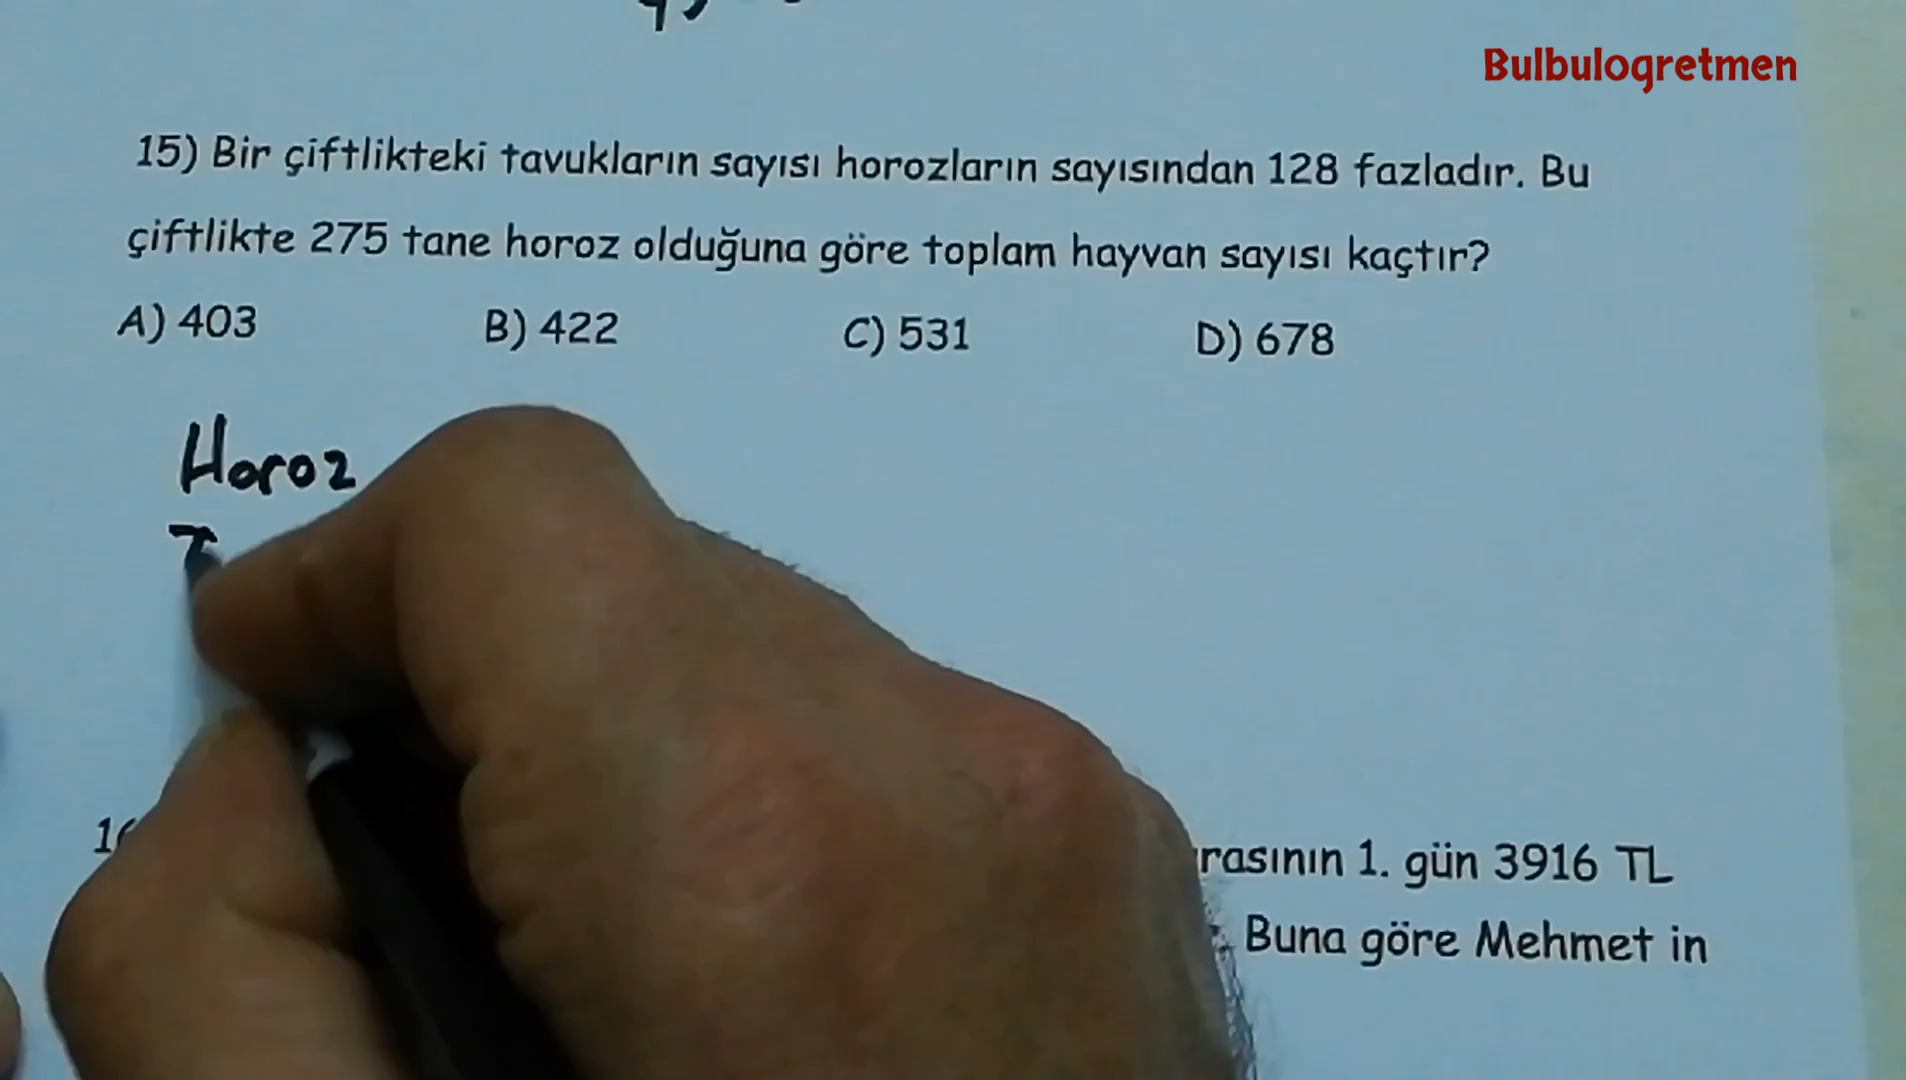 Bulbulogretmen
15) Bir çiftlikteki tavukların sayısı horozların sayısından 128 fazladır. Bu
çiftlikte 275 tane horoz olduğuna göre toplam hayvan sayısı kaçtır?
A) 403 B) 422 C) 531 D) 678
Horoz
T
rasının 1. gün 3916 TL
Buna göre Mehmet in